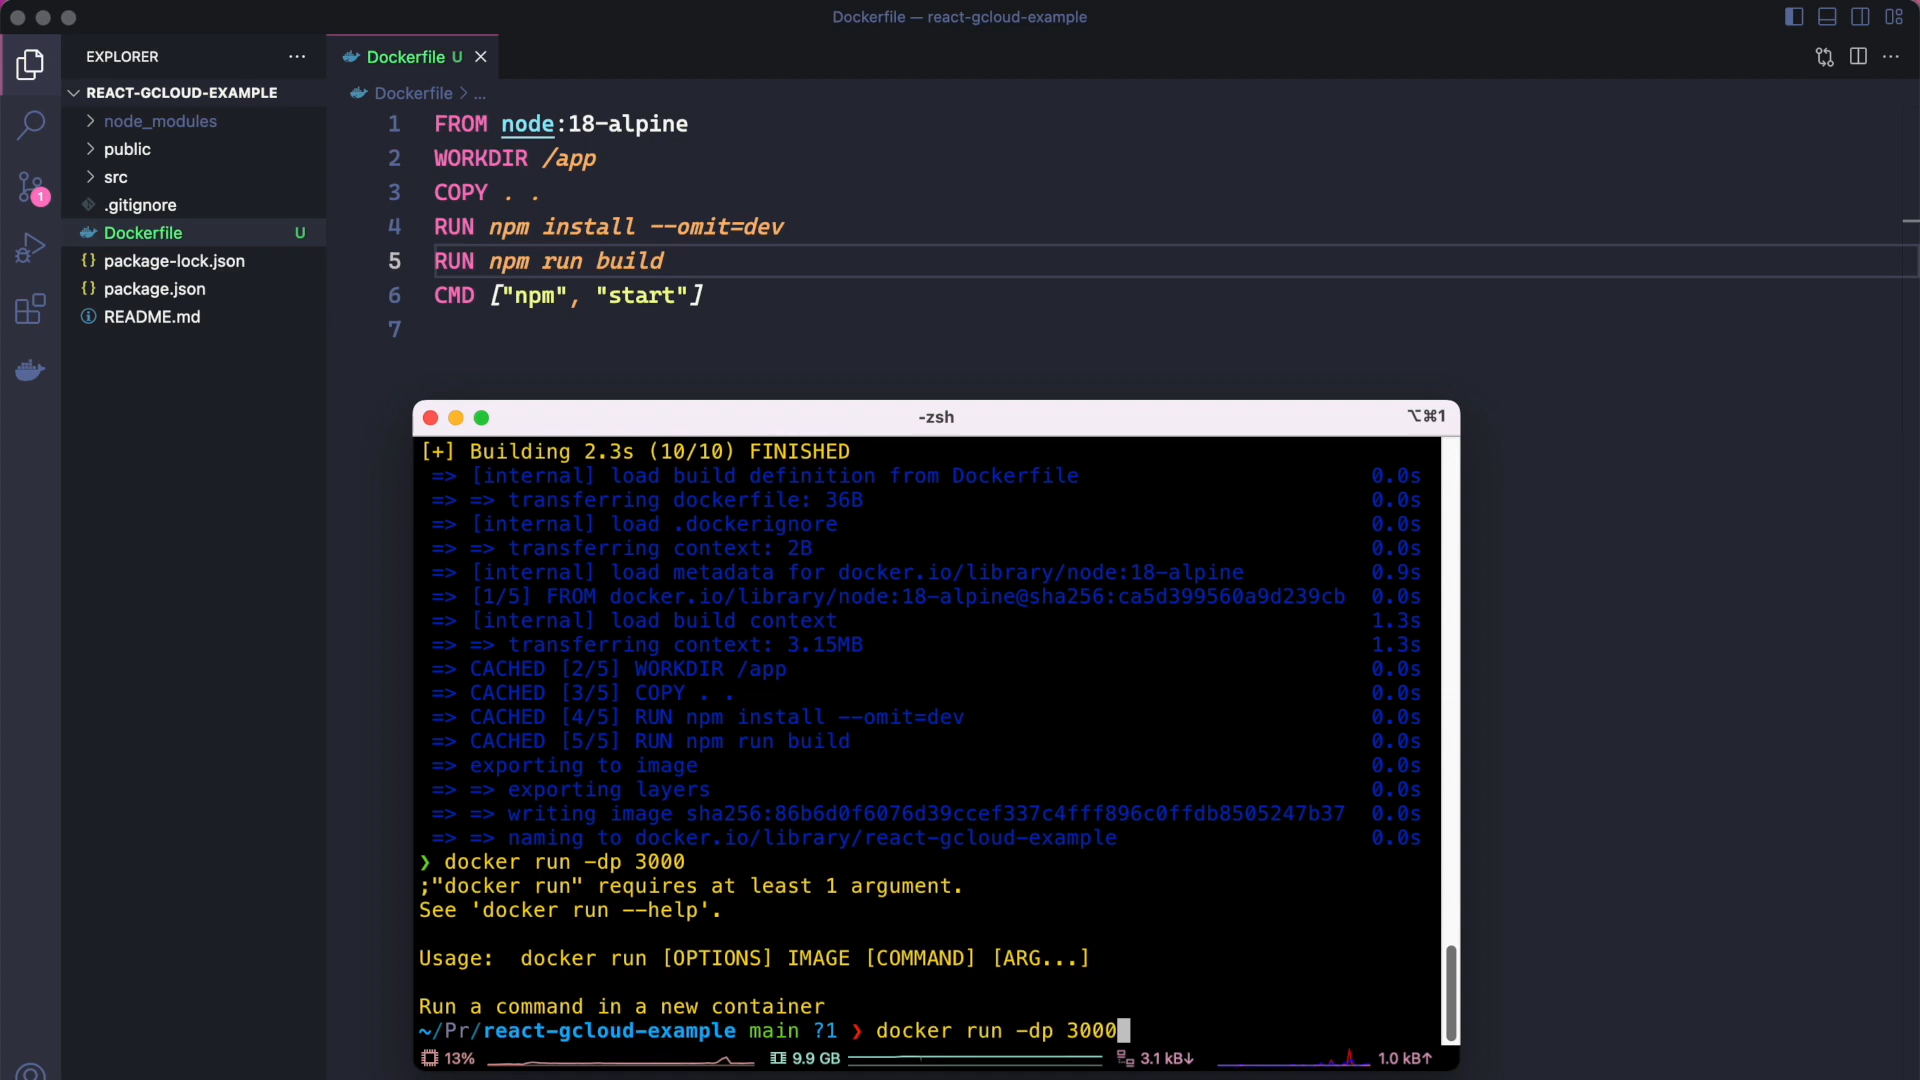 Dockerfile — react-gcloud-example
EXPLORER
REACT-GCLOUD-EXAMPLE
node_modules
public
src
.gitignore
Dockerfile U
{} package-lock.json
{} package.json
README.md
1
Dockerfile U
Dockerfile > ...
1 FROM node:18-alpine
2 WORKDIR /app
3 COPY . .
4 RUN npm install --omit=dev
5 RUN npm run build
6 CMD ["npm", "start"]
7
-zsh
⌥⌘1
[+] Building 2.3s (10/10) FINISHED
=> [internal] load build definition from Dockerfile 0.0s
=> => transferring dockerfile: 36B 0.0s
=> [internal] load .dockerignore 0.0s
=> => transferring context: 2B 0.0s
=> [internal] load metadata for docker.io/library/node:18-alpine 0.9s
=> [1/5] FROM docker.io/library/node:18-alpine@sha256:ca5d399560a9d239cb 0.0s
=> [internal] load build context 1.3s
=> => transferring context: 3.15MB 1.3s
=> CACHED [2/5] WORKDIR /app 0.0s
=> CACHED [3/5] COPY . . 0.0s
=> CACHED [4/5] RUN npm install --omit=dev 0.0s
=> CACHED [5/5] RUN npm run build 0.0s
=> exporting to image 0.0s
=> => exporting layers 0.0s
=> => writing image sha256:86b6d0f6076d39ccef337c4fff896c0ffdb8505247b37 0.0s
=> => naming to docker.io/library/react-gcloud-example 0.0s
❯ docker run -dp 3000
;"docker run" requires at least 1 argument.
See 'docker run --help'.
Usage:  docker run [OPTIONS] IMAGE [COMMAND] [ARG...]
Run a command in a new container
~/Pr/react-gcloud-example main ?1 ❯ docker run -dp 3000
13% 9.9 GB 3.1 kB↓ 1.0 kB↑